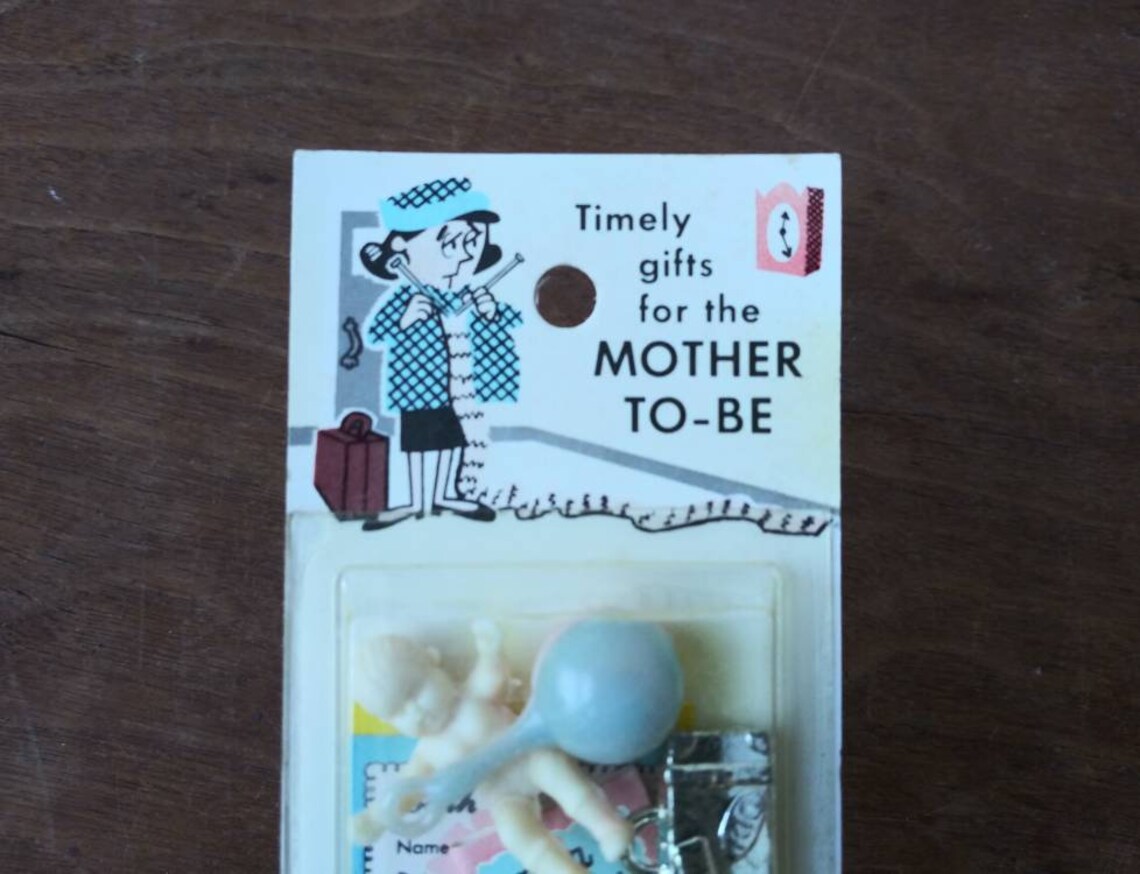 Timely
gifts
for the
MOTHER
TO-BE
Name